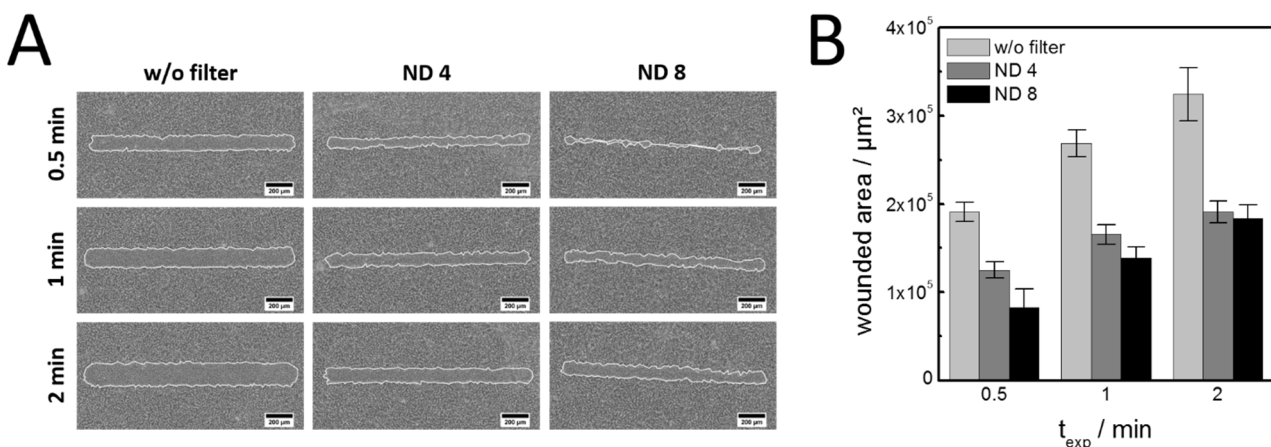 A
w/o filter ND 4 ND 8
0.5 min
200 µm 200 µm 200 µm
1 min
200 µm 200 µm 200 µm
2 min
200 µm 200 µm 200 µm
B
wounded area / µm²
4x10⁵
3x10⁵
2x10⁵
1x10⁵
0
w/o filter
ND 4
ND 8
0.5 1 2
t_exp / min